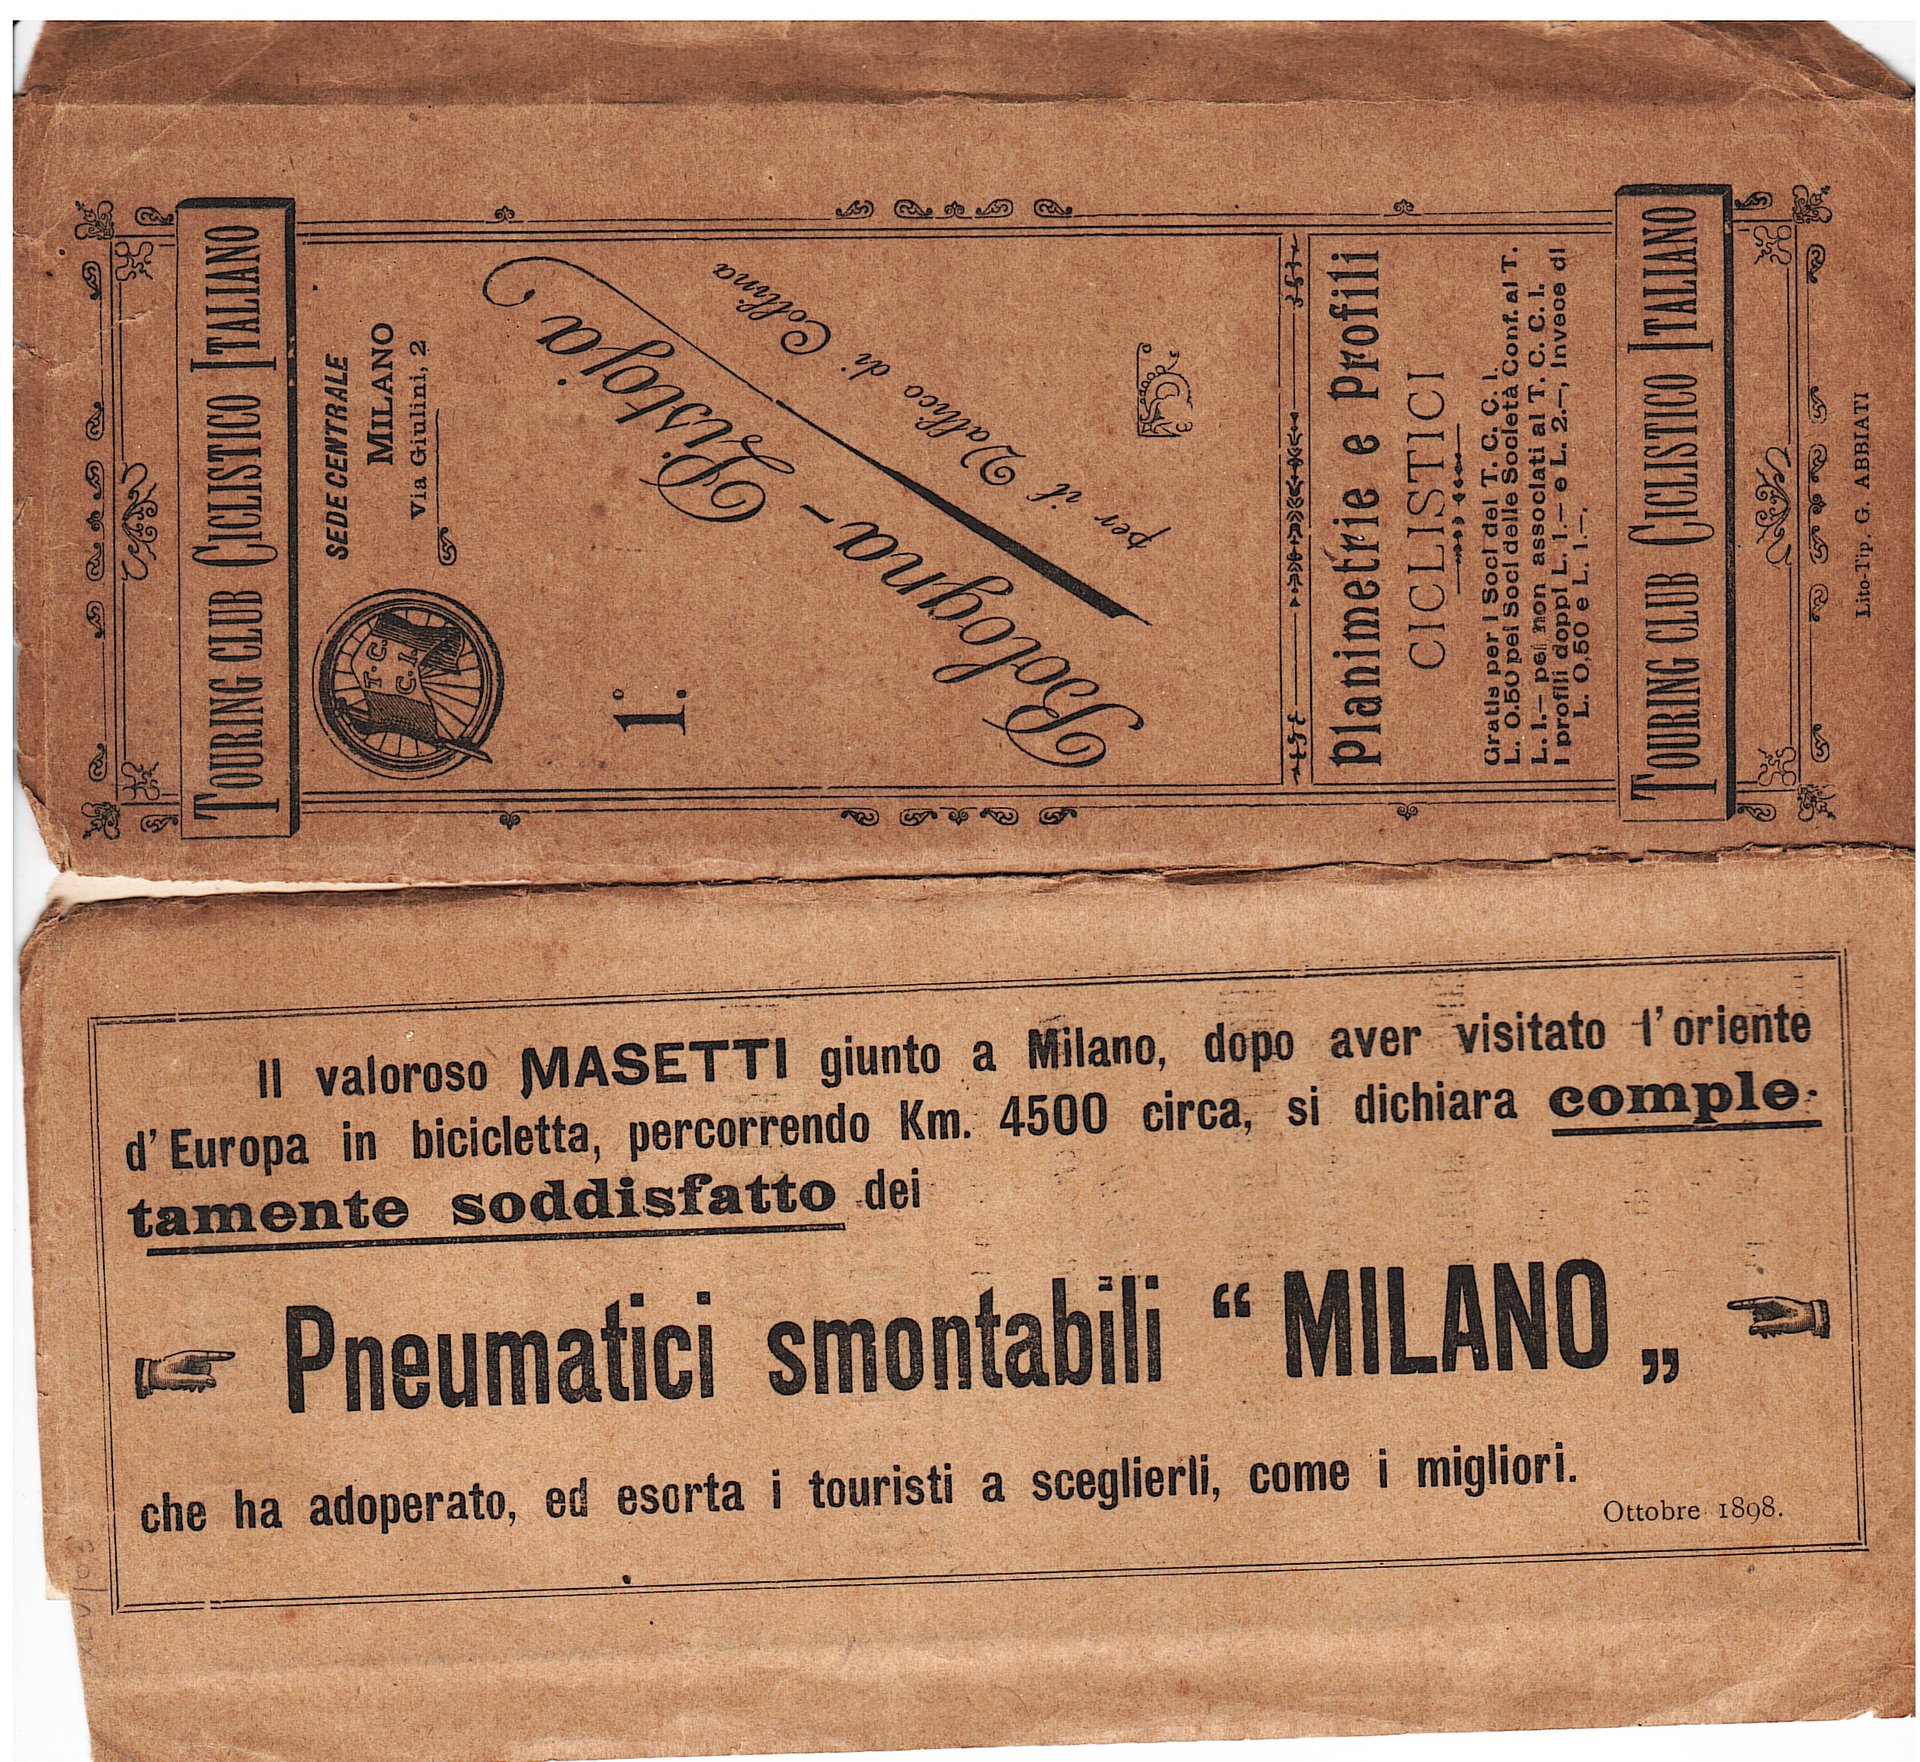 TOURING CLUB CICLISTICO ITALIANO
SEDE CENTRALE
MILANO
Via Giulini, 2
T. C.
C. I.
1.°
Bologna - Pistoja
per il Vallico di Collina
Planimetrie e Profili
CICLISTICI
Gratis per i Soci del T. C. C. I.
L. 0.50 pei Soci delle Società Conf. al T.
L. 1.— pei non associati al T. C. C. I.
I profili doppi L. 1.— e L. 2.—, invece di
L. 0,50 e L. 1.—.
TOURING CLUB CICLISTICO ITALIANO
Lito-Tip. G. ABBIATI
Il valoroso MASETTI giunto a Milano, dopo aver visitato l'oriente
d'Europa in bicicletta, percorrendo Km. 4500 circa, si dichiara comple-
tamente soddisfatto dei
Pneumatici smontabili “ MILANO „
che ha adoperato, ed esorta i touristi a sceglierli, come i migliori.
Ottobre 1898.